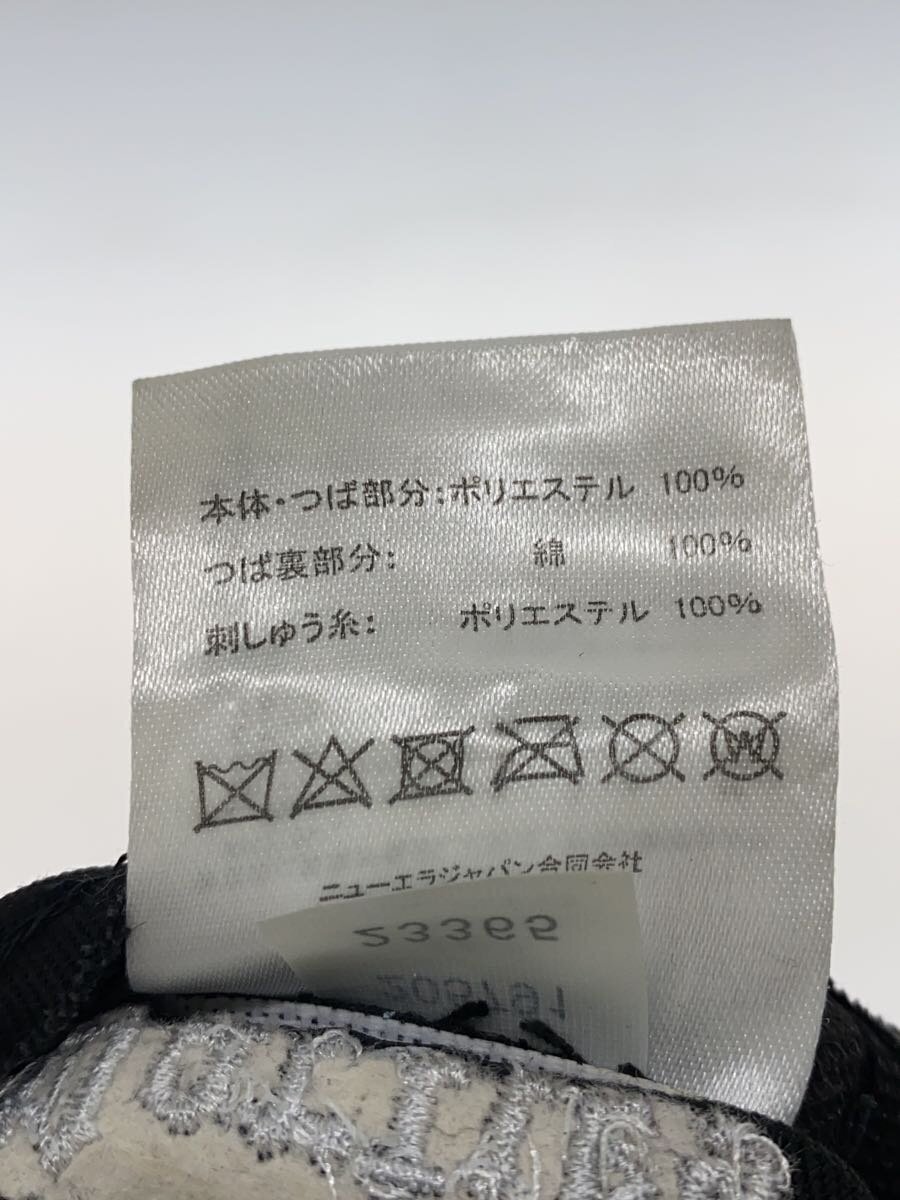 本体・つば部分:ポリエステル 100%
つば裏部分: 綿 100%
刺しゅう糸: ポリエステル 100%
W
ニューエラジャパン合同会社
23365
205791